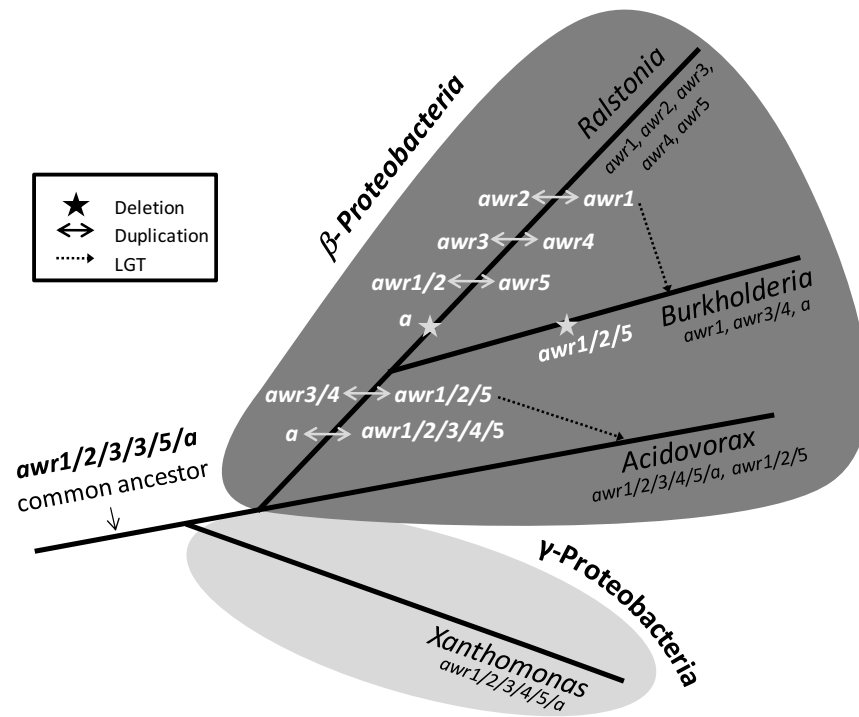 β-Proteobacteria
Ralstonia
awr1, awr2, awr3,
awr4, awr5
Deletion
Duplication
LGT
awr2 awr1
awr3 awr4
awr1/2 awr5
a
Burkholderia
awr1, awr3/4, a
awr1/2/5
awr3/4 awr1/2/5
a awr1/2/3/4/5
awr1/2/3/3/5/a
common ancestor
Acidovorax
awr1/2/3/4/5/a, awr1/2/5
γ-Proteobacteria
Xanthomonas
awr1/2/3/4/5/a